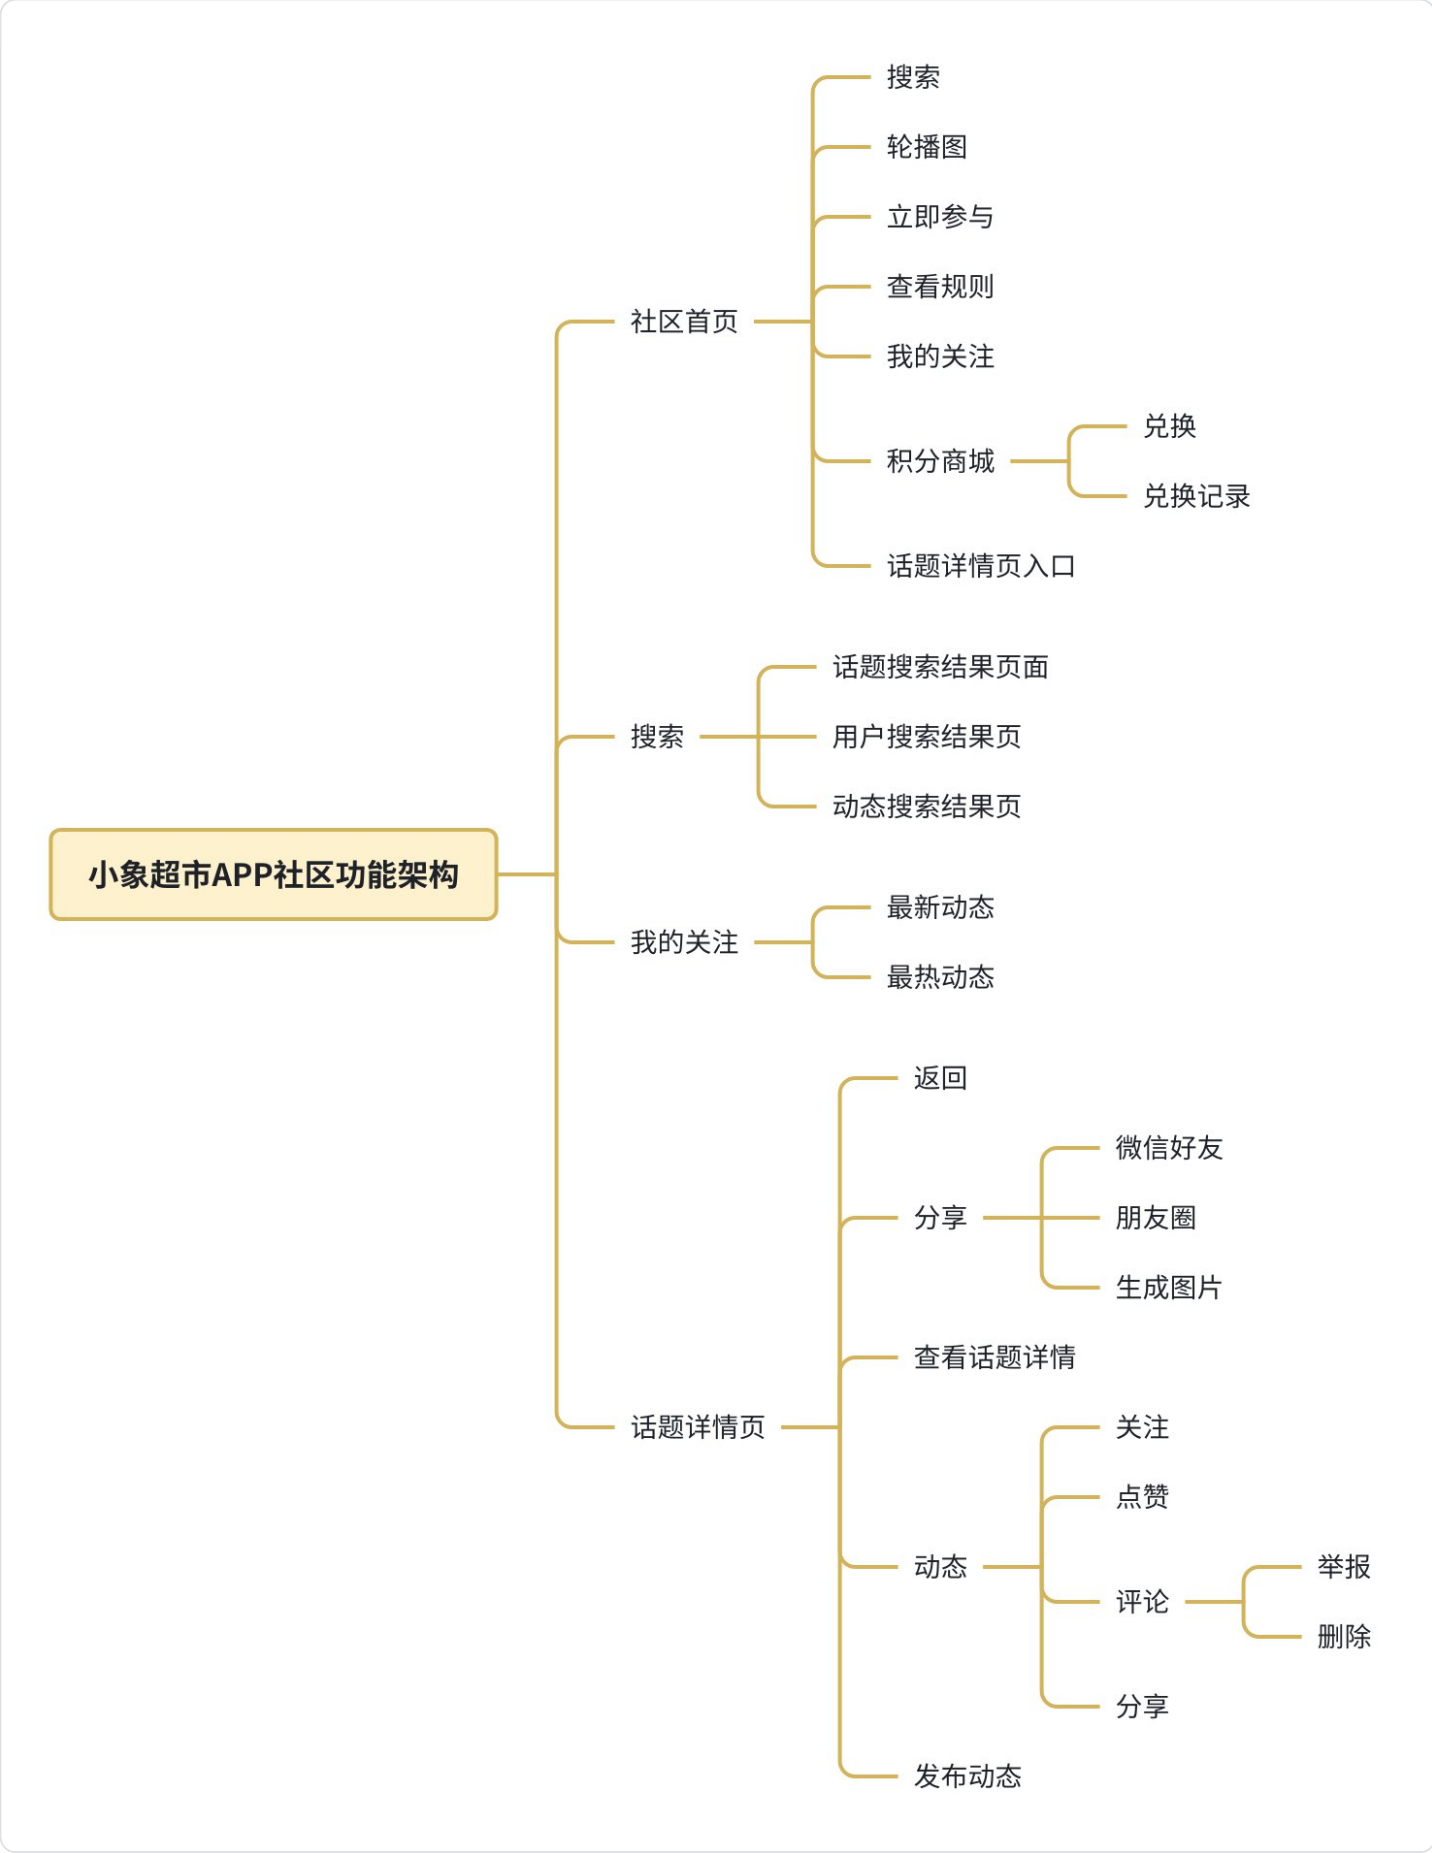 小象超市APP社区功能架构
社区首页
搜索
轮播图
立即参与
查看规则
我的关注
积分商城
兑换
兑换记录
话题详情页入口
搜索
话题搜索结果页面
用户搜索结果页
动态搜索结果页
我的关注
最新动态
最热动态
话题详情页
返回
分享
微信好友
朋友圈
生成图片
查看话题详情
动态
关注
点赞
评论
举报
删除
分享
发布动态